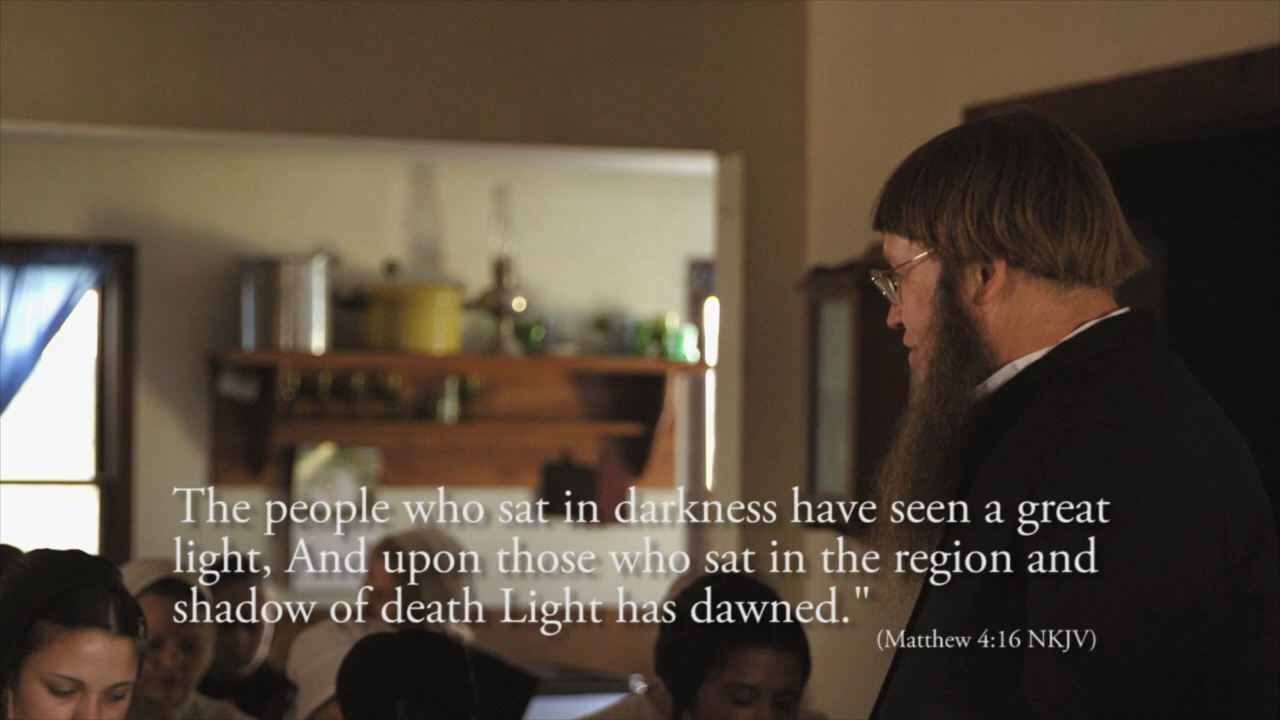 The people who sat in darkness have seen a great
light, And upon those who sat in the region and
shadow of death Light has dawned."
(Matthew 4:16 NKJV)